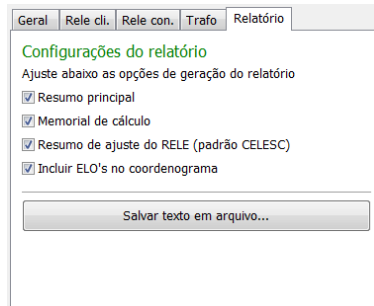 Geral Rele cli. Rele con. Trafo Relatório
Configurações do relatório
Ajuste abaixo as opções de geração do relatório
Resumo principal
Memorial de cálculo
Resumo de ajuste do RELE (padrão CELESC)
Incluir ELO's no coordenograma
Salvar texto em arquivo...